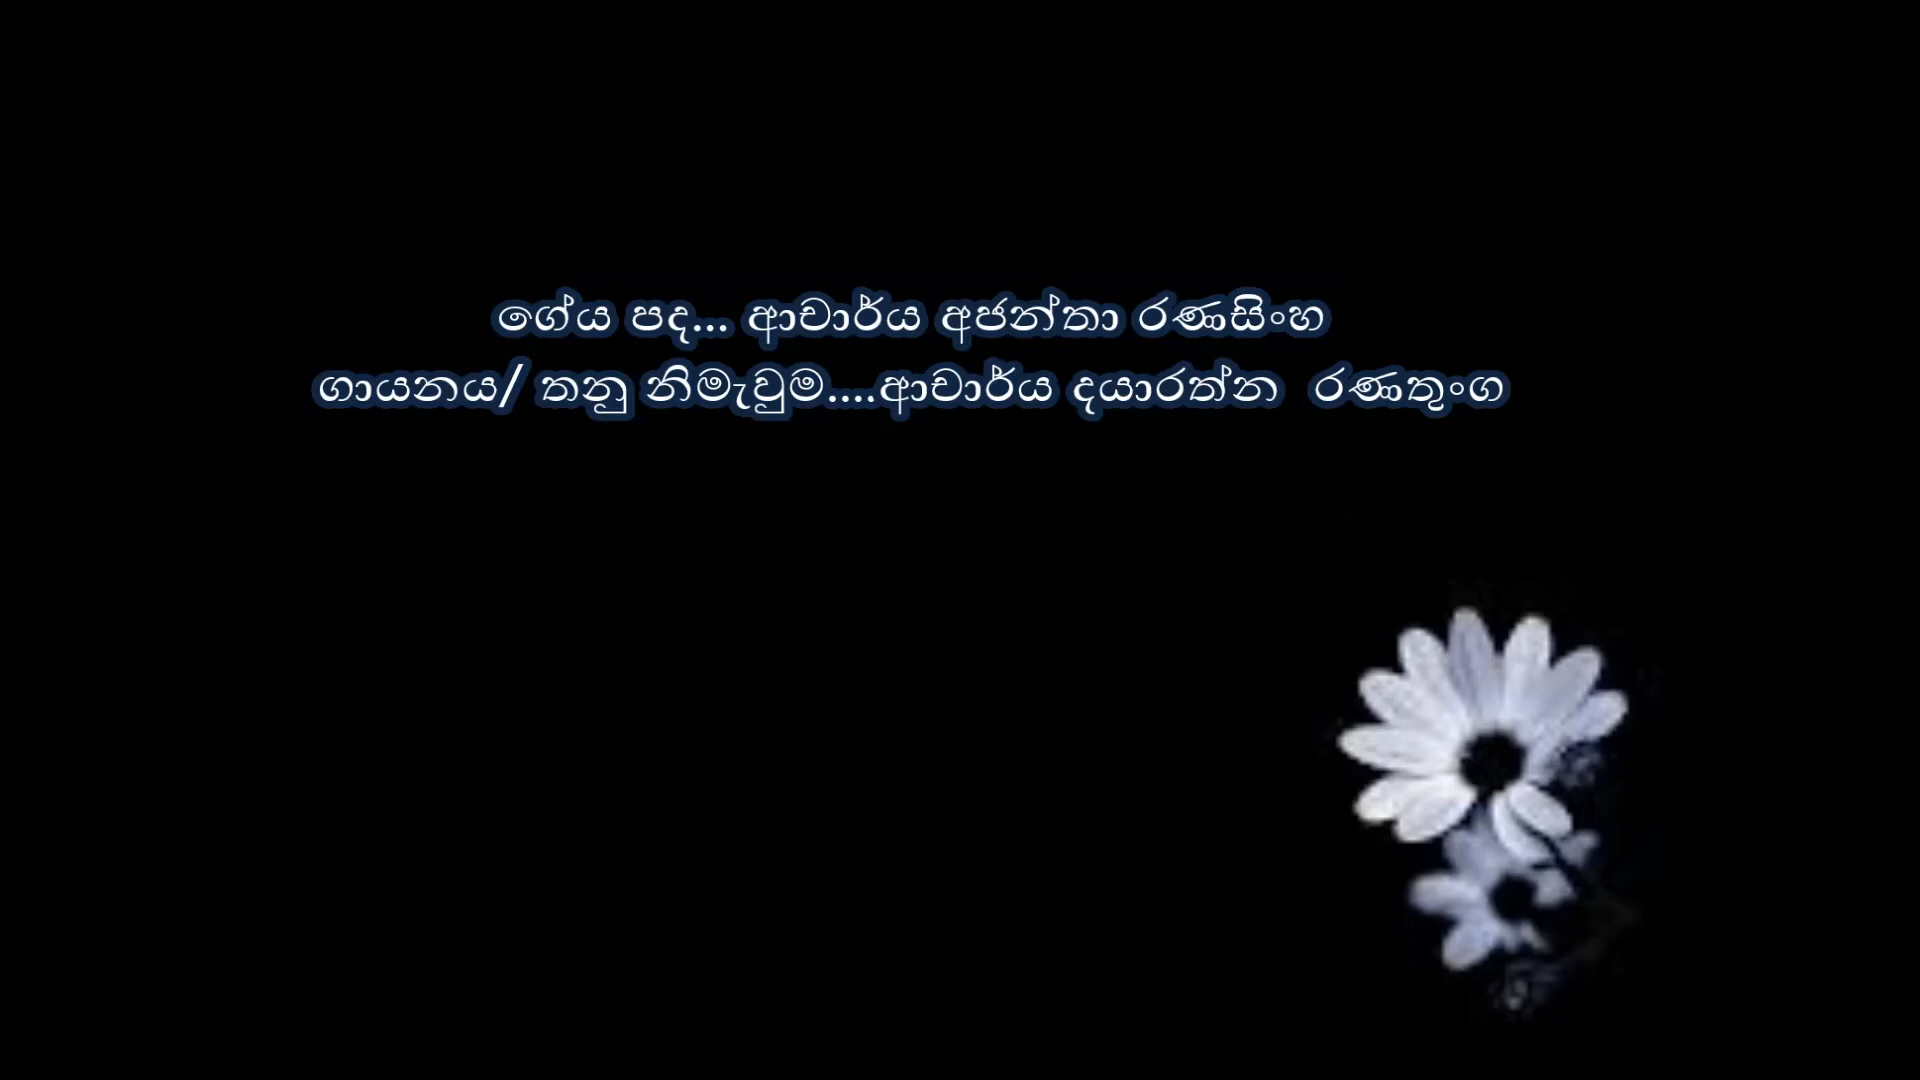 ගේය පද... ආචාර්ය අජන්තා රණසිංහ
ගායනය/ තනු නිමැවුම....ආචාර්ය දයාරත්න රණතුංග